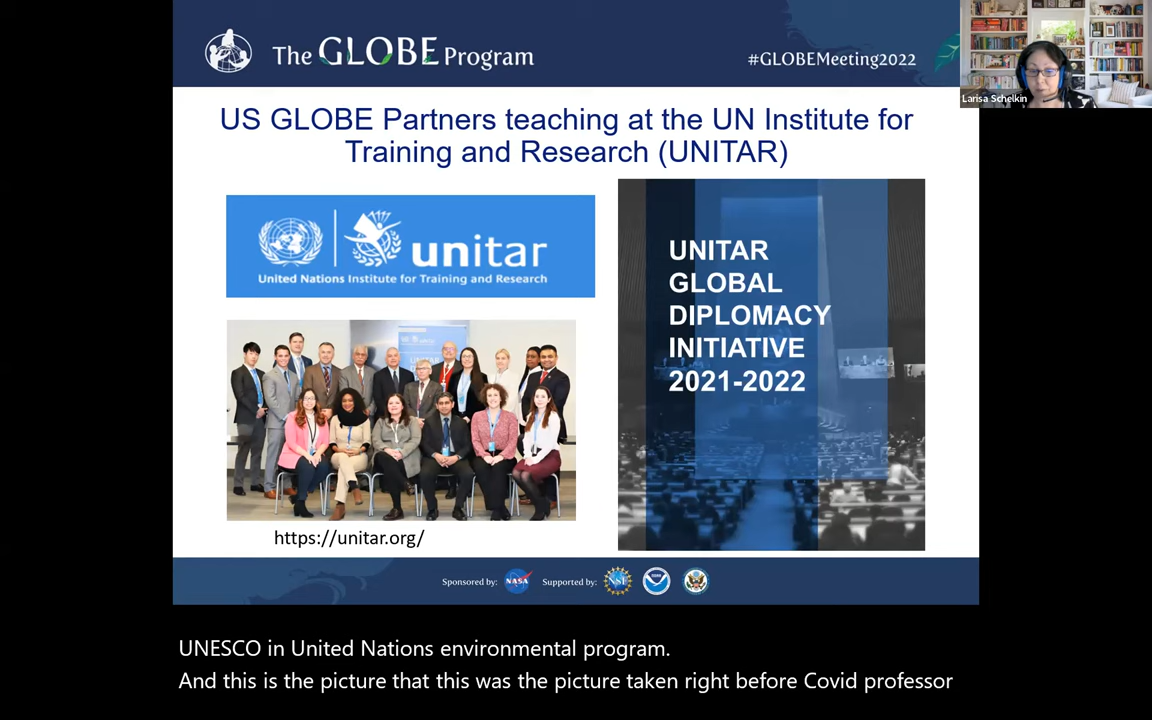 The GLOBE Program
#GLOBEMeeting2022
Larisa Schelkin
US GLOBE Partners teaching at the UN Institute for
Training and Research (UNITAR)
unitar
United Nations Institute for Training and Research
UNITAR
GLOBAL
DIPLOMACY
INITIATIVE
2021-2022
UNITAR
https://unitar.org/
Sponsored by: NASA Supported by: NSF
UNESCO in United Nations environmental program.
And this is the picture that this was the picture taken right before Covid professor